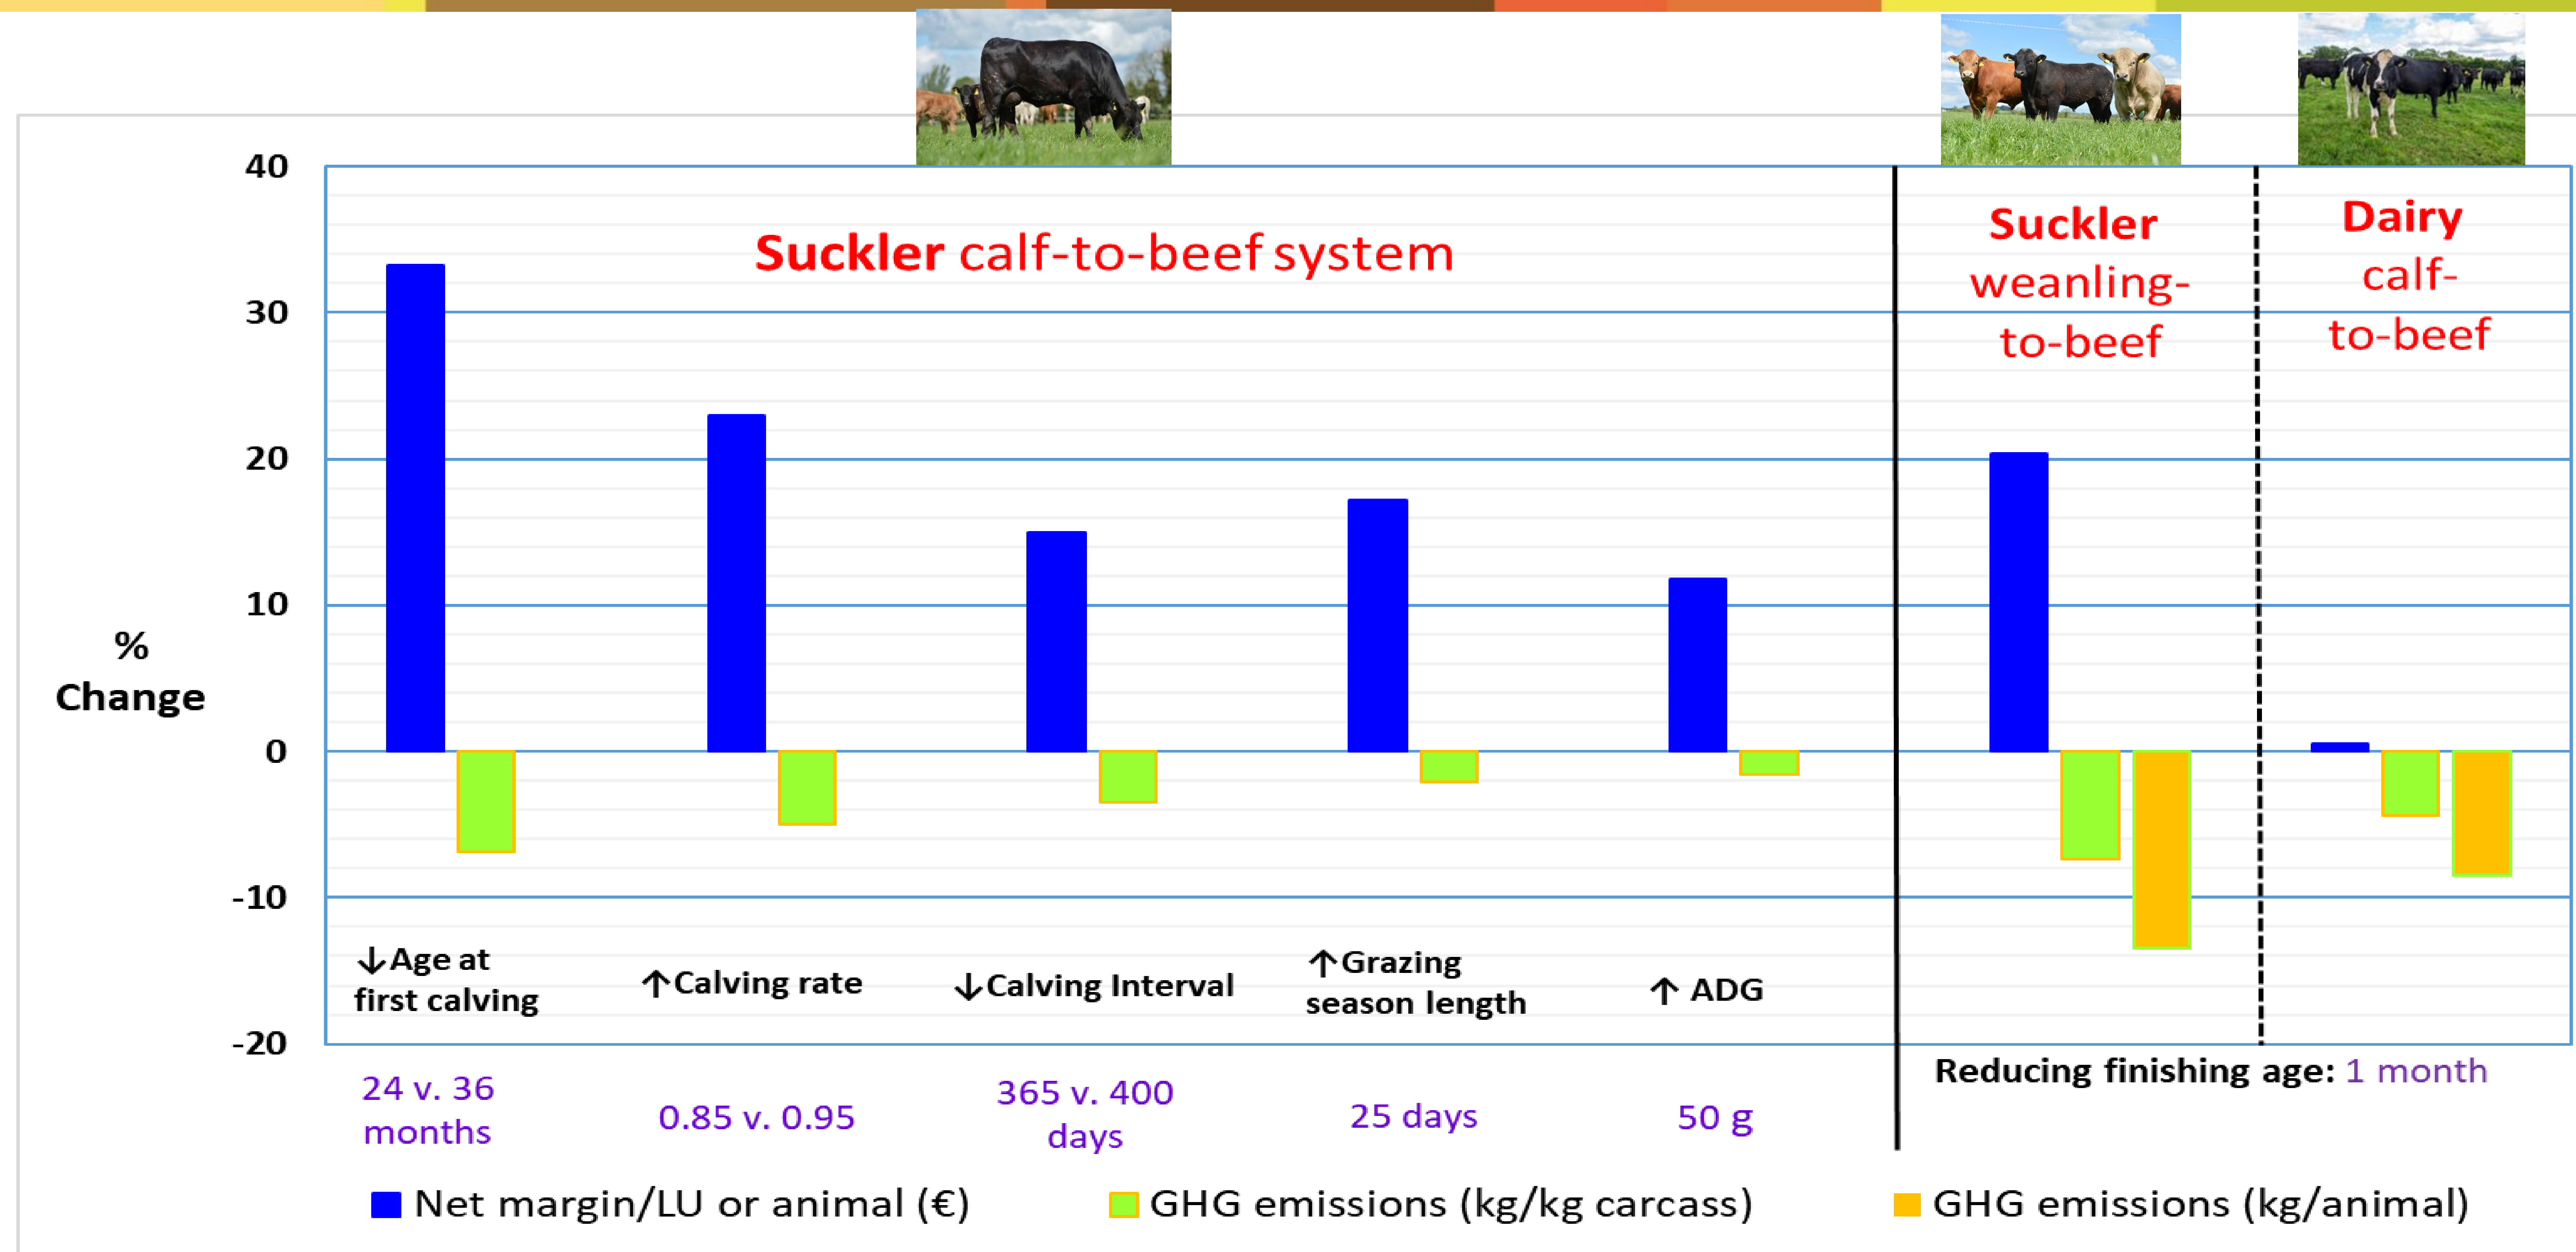 40
30
20
10
0
-10
-20
%
Change
Suckler calf-to-beef system
Suckler
weanling-
to-beef
Dairy
calf-
to-beef
↓Age at
first calving
↑Calving rate
↓Calving Interval
↑Grazing
season length
↑ ADG
24 v. 36
months
0.85 v. 0.95
365 v. 400
days
25 days
50 g
Reducing finishing age: 1 month
Net margin/LU or animal (€)
GHG emissions (kg/kg carcass)
GHG emissions (kg/animal)